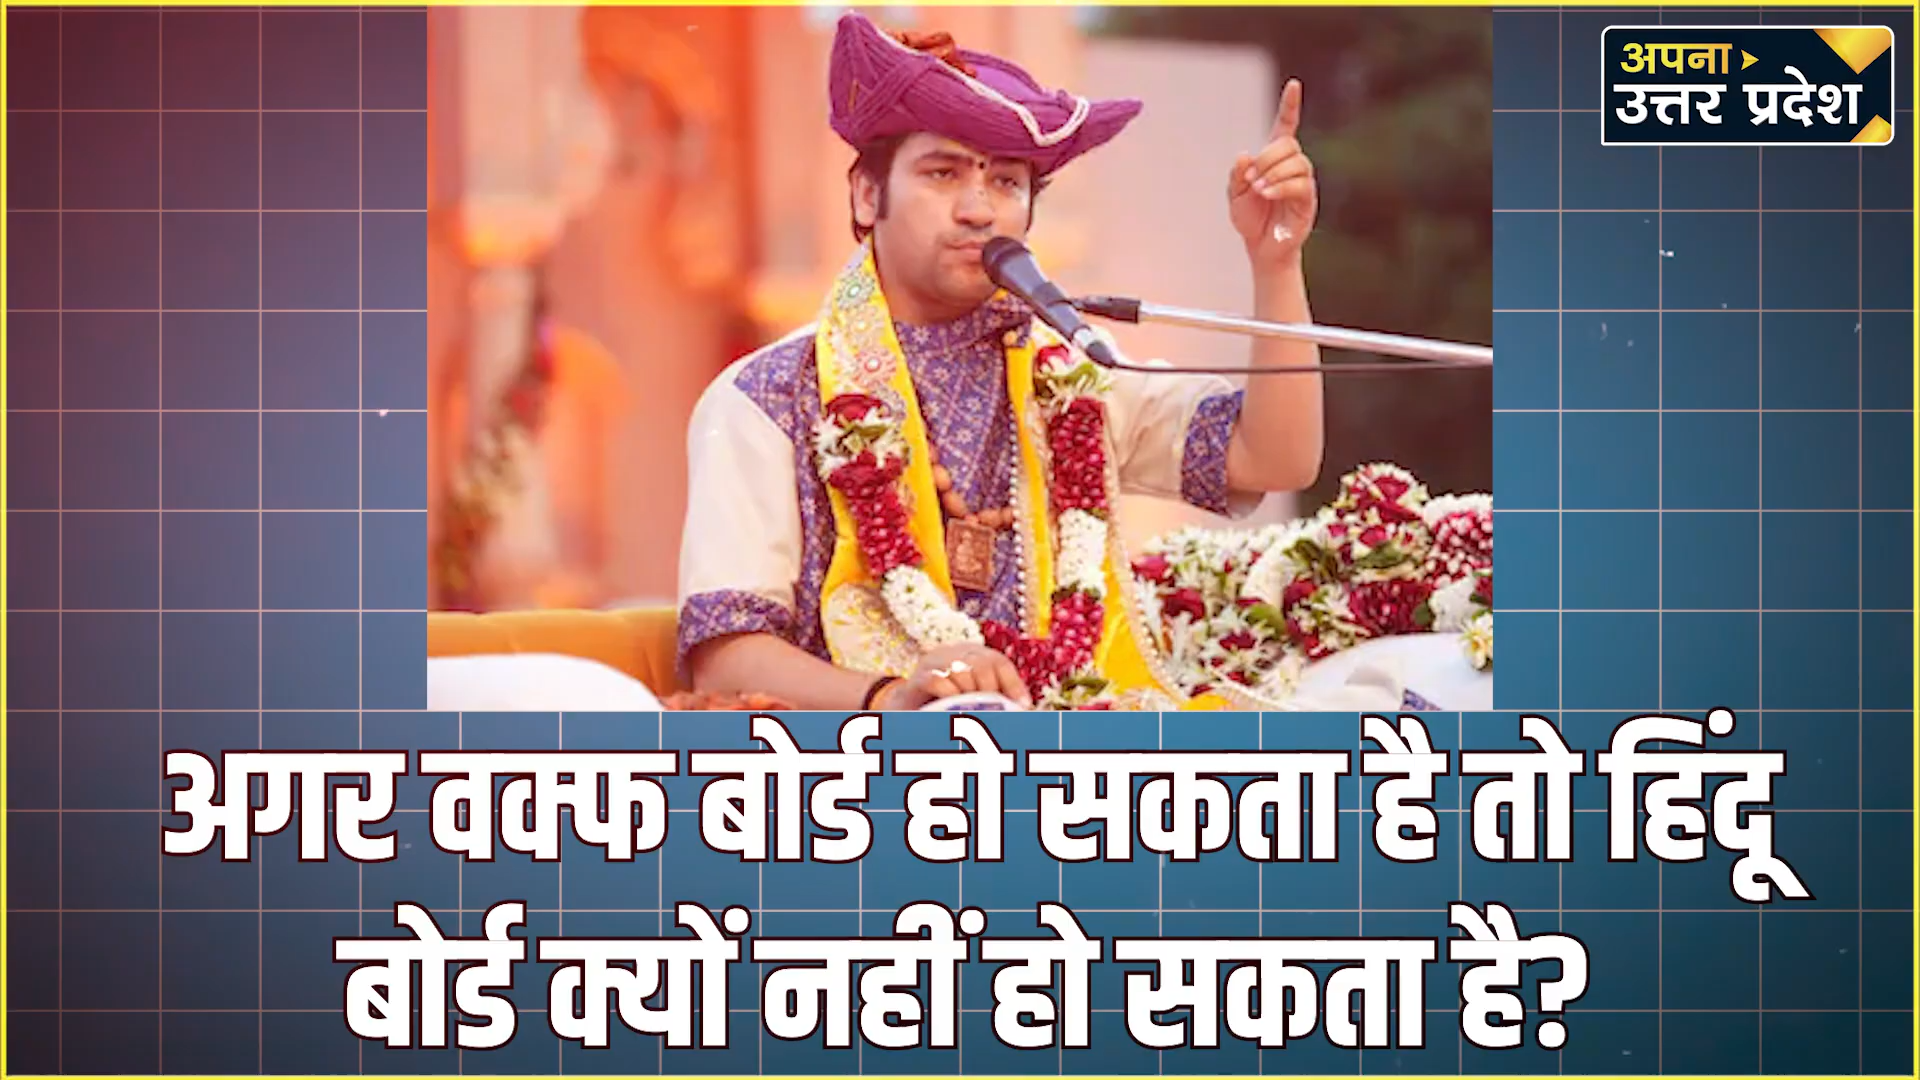 अपना
उत्तर प्रदेश
अगर वक्फ बोर्ड हो सकता है तो हिंदू
बोर्ड क्यों नहीं हो सकता है?